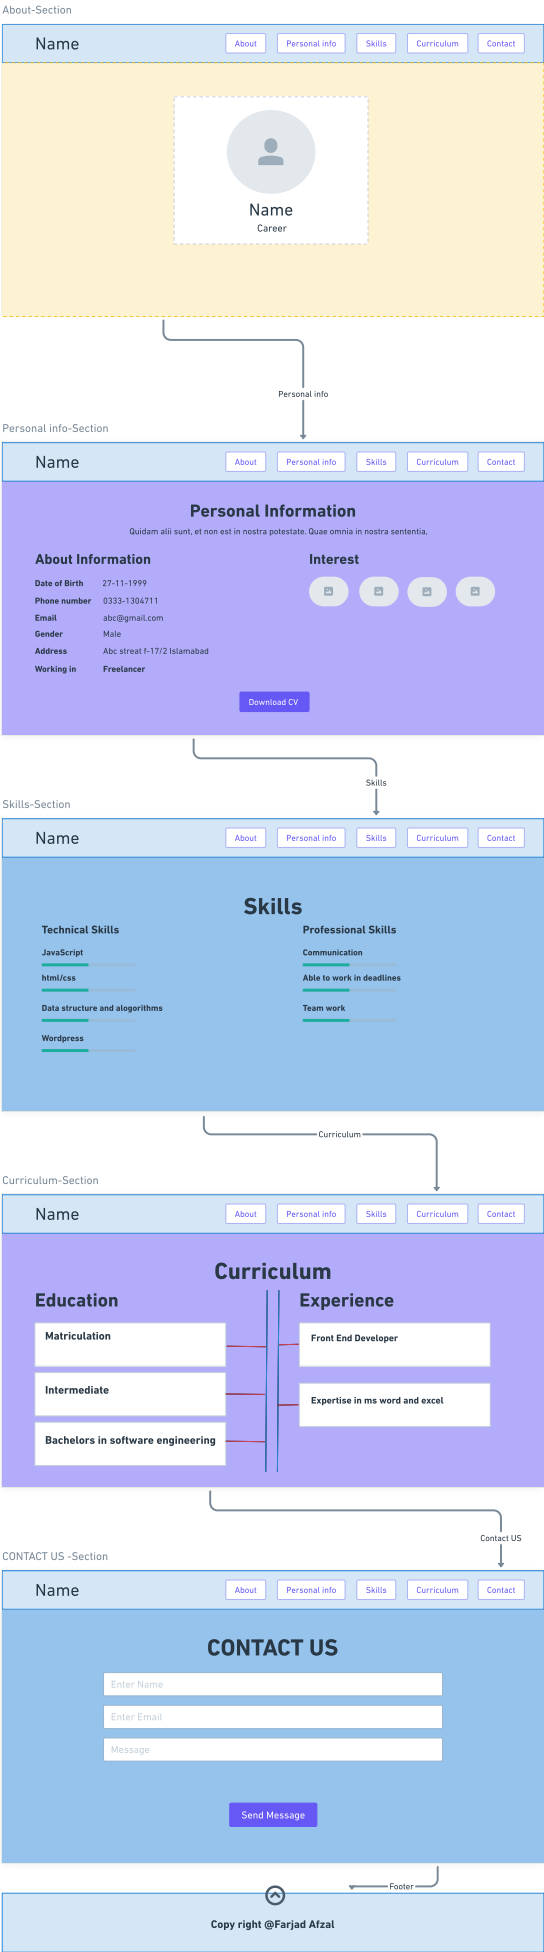 About-Section
Name
About
Personal info
Skills
Curriculum
Contact
Name
Career
Personal info
Personal info-Section
Name
About
Personal info
Skills
Curriculum
Contact
Personal Information
Quidam alii sunt, et non est in nostra potestate. Quae omnia in nostra sententia,
About Information
Date of Birth 27-11-1999
Phone number 0333-1304711
Email abc@gmail.com
Gender Male
Address Abc streat f-17/2 Islamabad
Working in Freelancer
Interest
Download CV
Skills
Skills-Section
Name
About
Personal info
Skills
Curriculum
Contact
Skills
Technical Skills
JavaScript
html/css
Data structure and alogorithms
Wordpress
Professional Skills
Communication
Able to work in deadlines
Team work
Curriculum
Curriculum-Section
Name
About
Personal info
Skills
Curriculum
Contact
Curriculum
Education
Matriculation
Intermediate
Bachelors in software engineering
Experience
Front End Developer
Expertise in ms word and excel
Contact US
CONTACT US -Section
Name
About
Personal info
Skills
Curriculum
Contact
CONTACT US
Enter Name
Enter Email
Message
Send Message
Footer
Copy right @Farjad Afzal